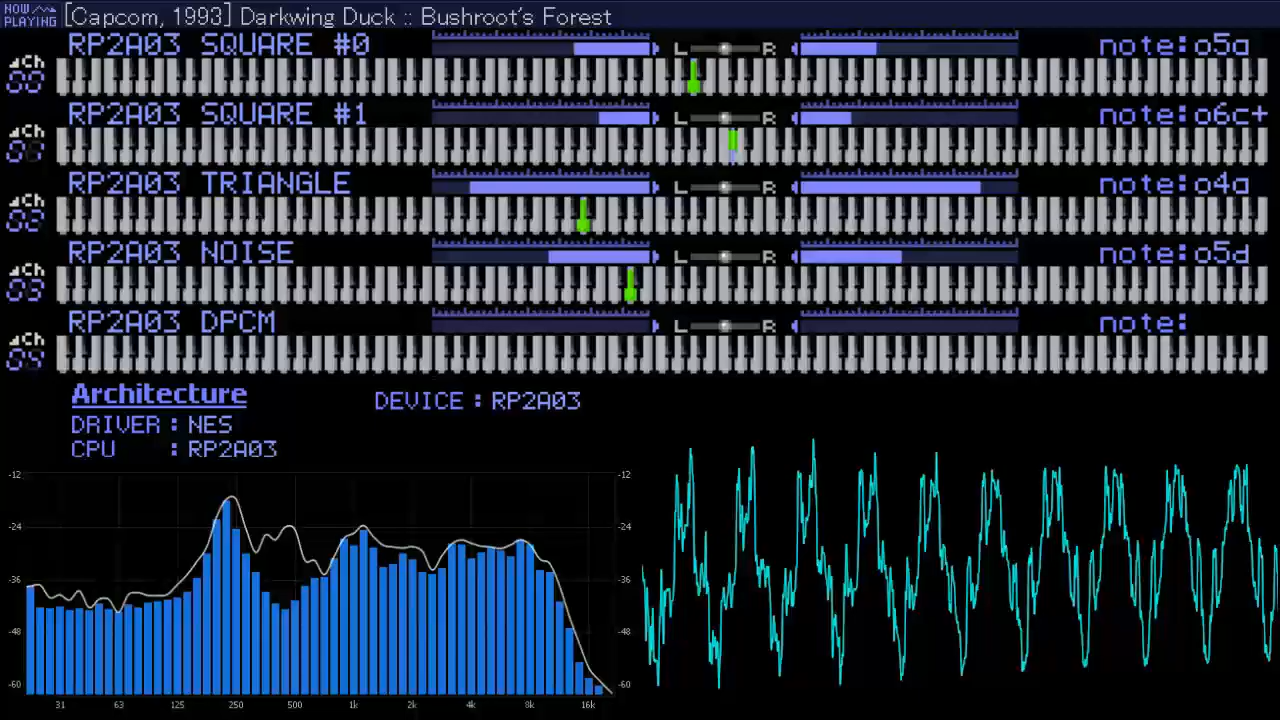 NOW PLAYING [Capcom, 1993] Darkwing Duck :: Bushroot's Forest
RP2A03 SQUARE #0 L R note:o5a
Ch 00
RP2A03 SQUARE #1 L R note:o6c+
Ch 01
RP2A03 TRIANGLE L R note:o4a
Ch 02
RP2A03 NOISE L R note:o5d
Ch 03
RP2A03 DPCM L R note:
Ch 04
Architecture
DEVICE : RP2A03
DRIVER : NES
CPU : RP2A03
-12 -12
-24 -24
-36 -36
-48 -48
-60 -60
31 63 125 250 500 1k 2k 4k 8k 16k